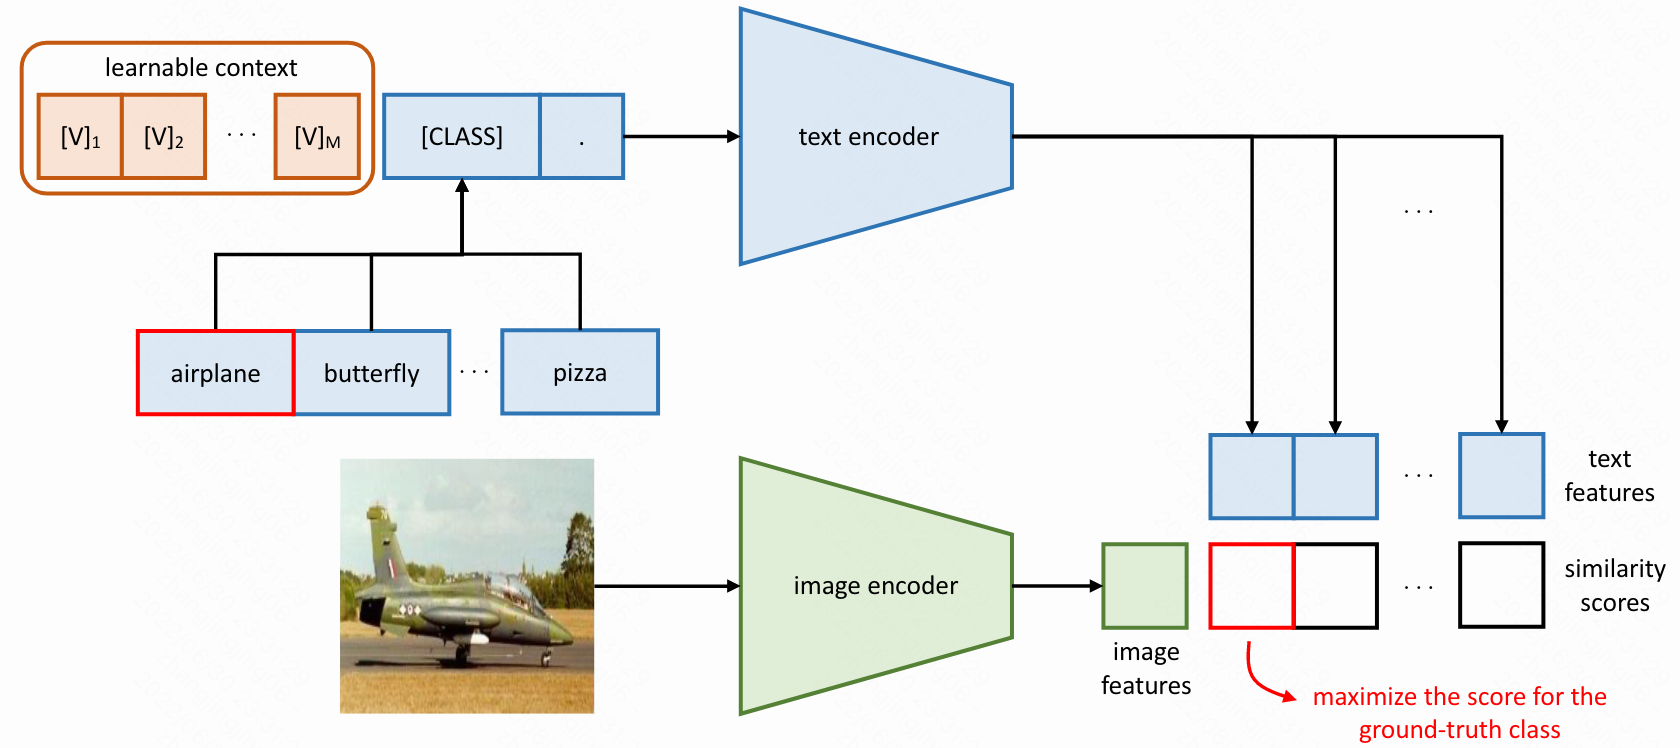 learnable context
[V]₁ [V]₂ ... [V]M [CLASS] .
text encoder
...
airplane butterfly ... pizza
text
features
...
image encoder
similarity
scores
...
image
features
maximize the score for the
ground-truth class